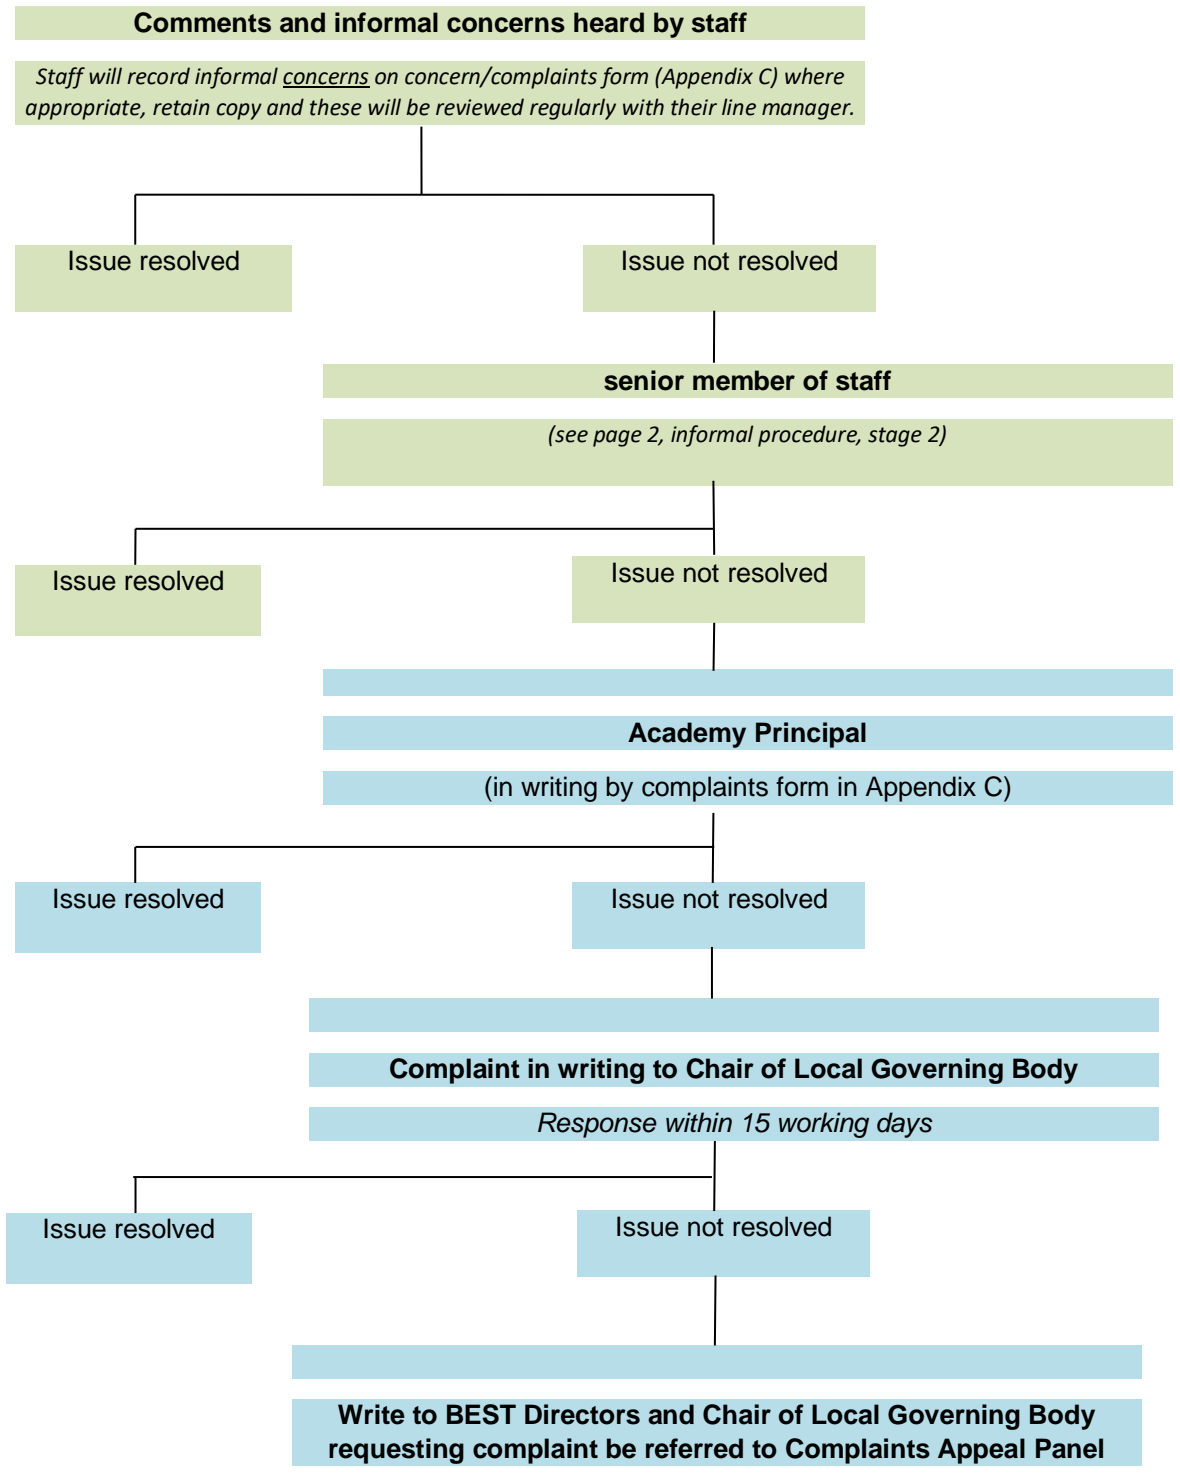 Comments and informal concerns heard by staff
Staff will record informal concerns on concern/complaints form (Appendix C) where
appropriate, retain copy and these will be reviewed regularly with their line manager.
Issue resolved
Issue not resolved
senior member of staff
(see page 2, informal procedure, stage 2)
Issue resolved
Issue not resolved
Academy Principal
(in writing by complaints form in Appendix C)
Issue resolved
Issue not resolved
Complaint in writing to Chair of Local Governing Body
Response within 15 working days
Issue resolved
Issue not resolved
Write to BEST Directors and Chair of Local Governing Body
requesting complaint be referred to Complaints Appeal Panel